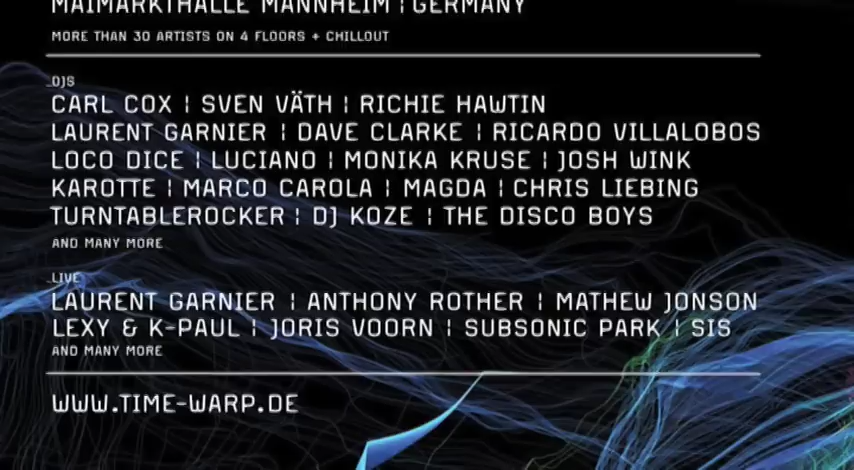 MAIMARKTHALLE MANNHEIM ¦ GERMANY
MORE THAN 30 ARTISTS ON 4 FLOORS + CHILLOUT
_DJS
CARL COX ¦ SVEN VÄTH ¦ RICHIE HAWTIN
LAURENT GARNIER ¦ DAVE CLARKE ¦ RICARDO VILLALOBOS
LOCO DICE ¦ LUCIANO ¦ MONIKA KRUSE ¦ JOSH WINK
KAROTTE ¦ MARCO CAROLA ¦ MAGDA ¦ CHRIS LIEBING
TURNTABLEROCKER ¦ DJ KOZE ¦ THE DISCO BOYS
AND MANY MORE
_LIVE
LAURENT GARNIER ¦ ANTHONY ROTHER ¦ MATHEW JONSON
LEXY & K-PAUL ¦ JORIS VOORN ¦ SUBSONIC PARK ¦ SIS
AND MANY MORE
WWW.TIME-WARP.DE